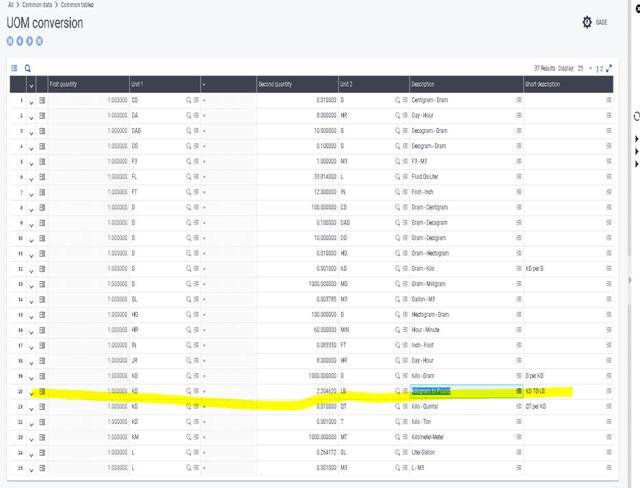 All > Common data > Common tables
UOM conversion
SAGE
37 Results Display: 25 1 2
First quantity Unit 1 = Second quantity Unit 2 Description Short description
1 1.000000 CG = 0.010000 G Centigram - Gram
2 1.000000 DA = 8.000000 HR Day - Hour
3 1.000000 DAG = 10.000000 G Decagram - Gram
4 1.000000 DG = 0.100000 G Decigram - Gram
5 1.000000 F3 = 1.000000 M3 F3 - M3
6 1.000000 FL = 33.814000 L Fluid Oz-Liter
7 1.000000 FT = 12.000000 IN Foot - Inch
8 1.000000 G = 100.000000 CG Gram - Centigram
9 1.000000 G = 0.100000 DAG Gram - Decagram
10 1.000000 G = 10.000000 DG Gram - Decigram
11 1.000000 G = 0.010000 HG Gram - Hectogram
12 1.000000 G = 0.001000 KG Gram - Kilo KG per G
13 1.000000 G = 1000.000000 MG Gram - Milligram
14 1.000000 GL = 0.003785 M3 Gallon - M3
15 1.000000 HG = 100.000000 G Hectogram - Gram
16 1.000000 HR = 60.000000 MIN Hour - Minute
17 1.000000 IN = 0.083330 FT Inch - Foot
18 1.000000 JR = 8.000000 HR Day - Hour
19 1.000000 KG = 1000.000000 G Kilo - Gram G per KG
20 1.000000 KG = 2.204620 LB Kilogram to Pound KG TO LB
21 1.000000 KG = 0.010000 QT Kilo - Quintal QT per KG
22 1.000000 KG = 0.001000 T Kilo - Ton
23 1.000000 KM = 1000.000000 MT Kilometer-Meter
24 1.000000 L = 0.264172 GL Liter-Gallon
25 1.000000 L = 0.001000 M3 L - M3